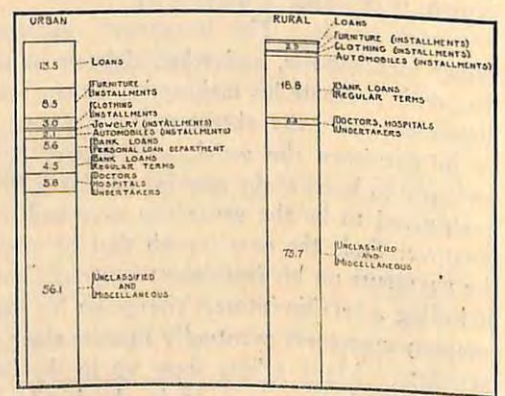 URBAN
13.5
LOANS
8.5
FURNITURE
INSTALLMENTS
3.0
CLOTHING
INSTALLMENTS
JEWELRY (INSTALLMENTS)
2.1
AUTOMOBILES (INSTALLMENTS)
5.6
BANK LOANS
PERSONAL LOAN DEPARTMENT
4.5
BANK LOANS
REGULAR TERMS
5.8
DOCTORS
HOSPITALS
UNDERTAKERS
56.1
UNCLASSIFIED
AND
MISCELLANEOUS
RURAL
LOANS
FURNITURE (INSTALLMENTS)
CLOTHING (INSTALLMENTS)
AUTOMOBILES (INSTALLMENTS)
15.8
BANK LOANS
REGULAR TERMS
DOCTORS, HOSPITALS
UNDERTAKERS
73.7
UNCLASSIFIED
AND
MISCELLANEOUS